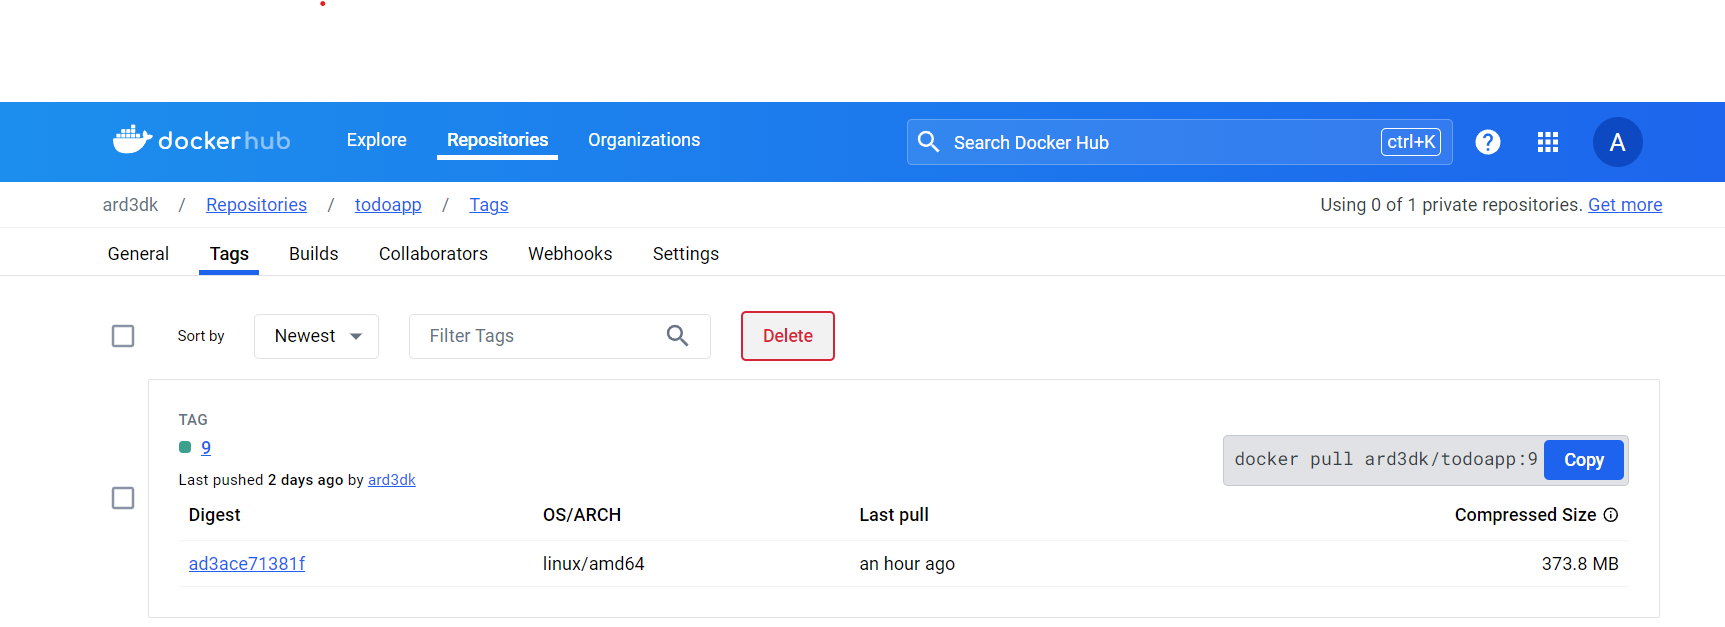 dockerhub Explore Repositories Organizations Search Docker Hub ctrl+K ? A
ard3dk / Repositories / todoapp / Tags Using 0 of 1 private repositories. Get more
General Tags Builds Collaborators Webhooks Settings
Sort by Newest Filter Tags Delete
TAG
9
docker pull ard3dk/todoapp:9 Copy
Last pushed 2 days ago by ard3dk
Digest OS/ARCH Last pull Compressed Size
ad3ace71381f linux/amd64 an hour ago 373.8 MB